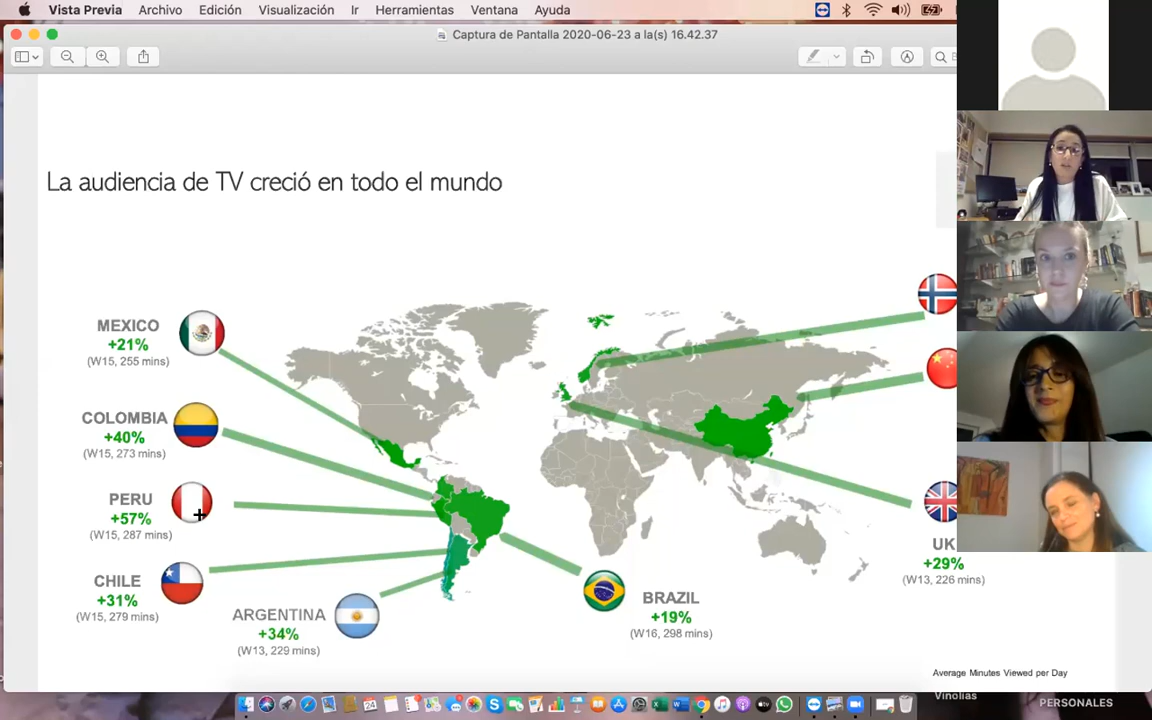 Vista Previa Archivo Edición Visualización Ir Herramientas Ventana Ayuda
Captura de Pantalla 2020-06-23 a la(s) 16.42.37
La audiencia de TV creció en todo el mundo
MEXICO
+21%
(W15, 255 mins)
COLOMBIA
+40%
(W15, 273 mins)
PERU
+57%
(W15, 287 mins)
CHILE
+31%
(W15, 279 mins)
ARGENTINA
+34%
(W13, 229 mins)
BRAZIL
+19%
(W16, 298 mins)
UK
+29%
(W13, 226 mins)
Average Minutes Viewed per Day
Vinolias
PERSONALES